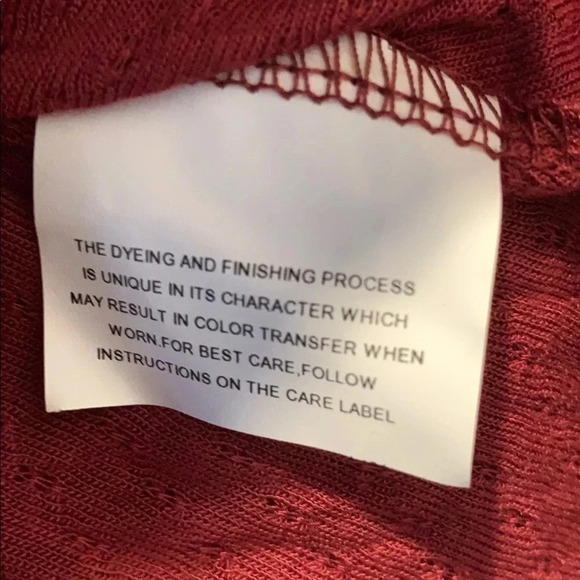 THE DYEING AND FINISHING PROCESS
IS UNIQUE IN ITS CHARACTER WHICH
MAY RESULT IN COLOR TRANSFER WHEN
WORN.FOR BEST CARE,FOLLOW
INSTRUCTIONS ON THE CARE LABEL